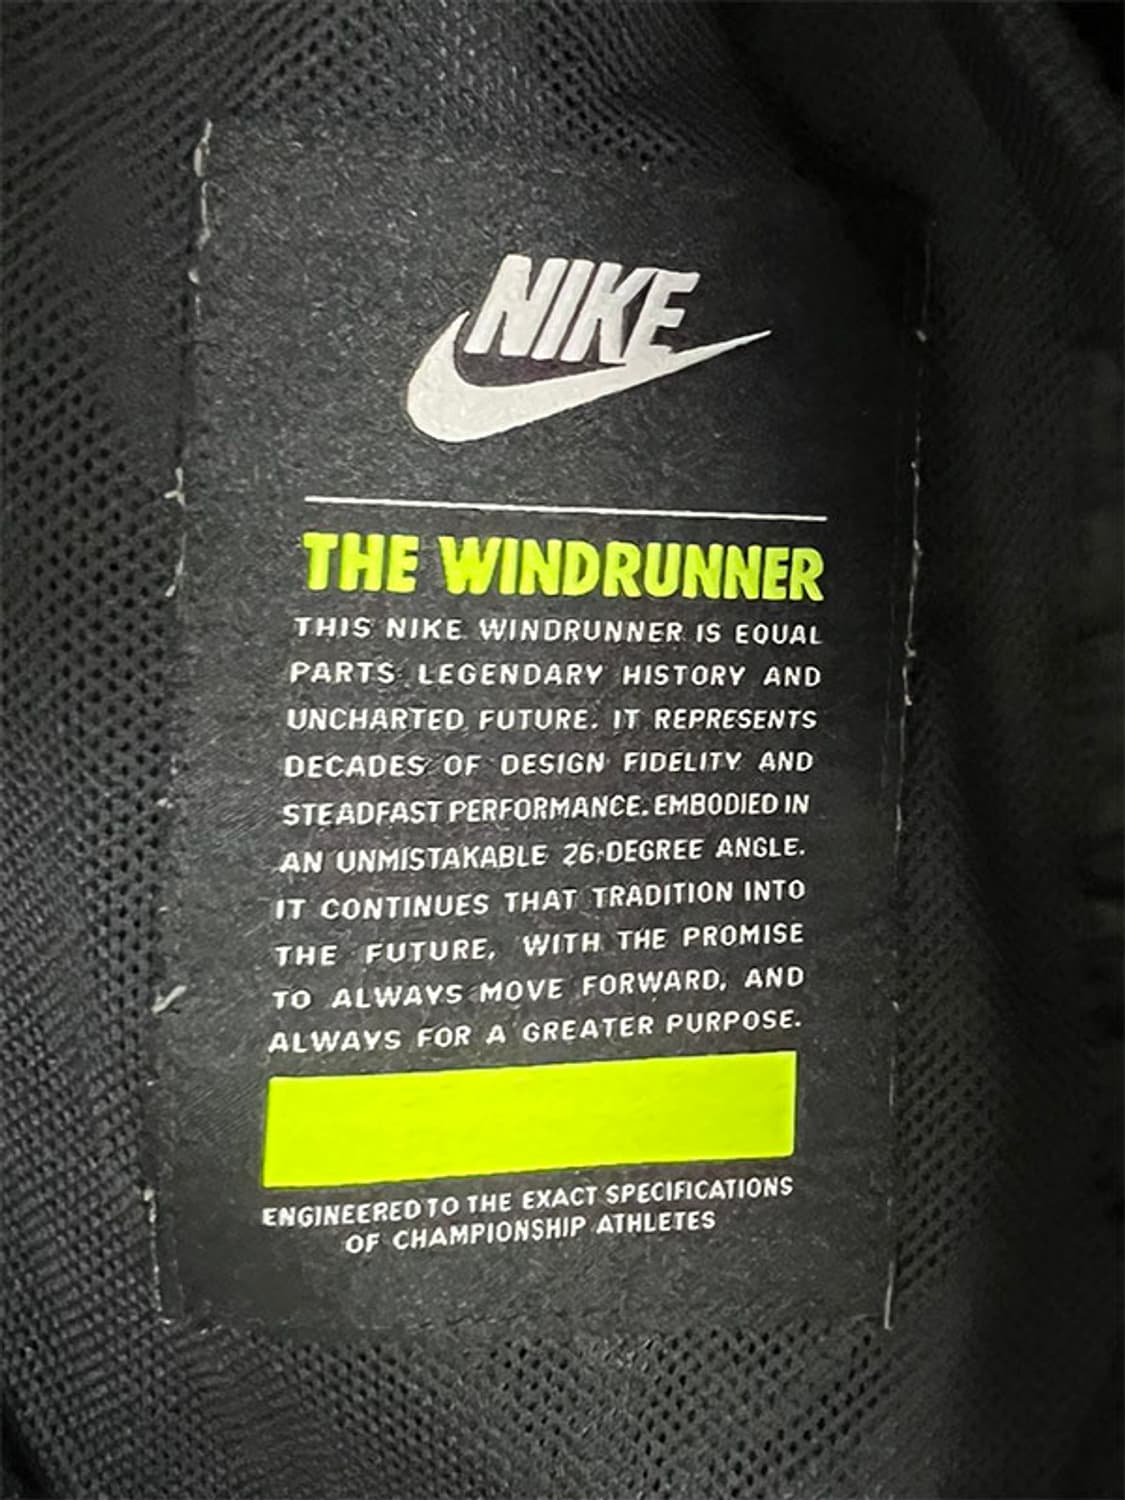 NIKE
THE WINDRUNNER
THIS NIKE WINDRUNNER IS EQUAL
PARTS LEGENDARY HISTORY AND
UNCHARTED FUTURE. IT REPRESENTS
DECADES OF DESIGN FIDELITY AND
STEADFAST PERFORMANCE. EMBODIED IN
AN UNMISTAKABLE 26-DEGREE ANGLE.
IT CONTINUES THAT TRADITION INTO
THE FUTURE, WITH THE PROMISE
TO ALWAYS MOVE FORWARD, AND
ALWAYS FOR A GREATER PURPOSE.
ENGINEERED TO THE EXACT SPECIFICATIONS
OF CHAMPIONSHIP ATHLETES